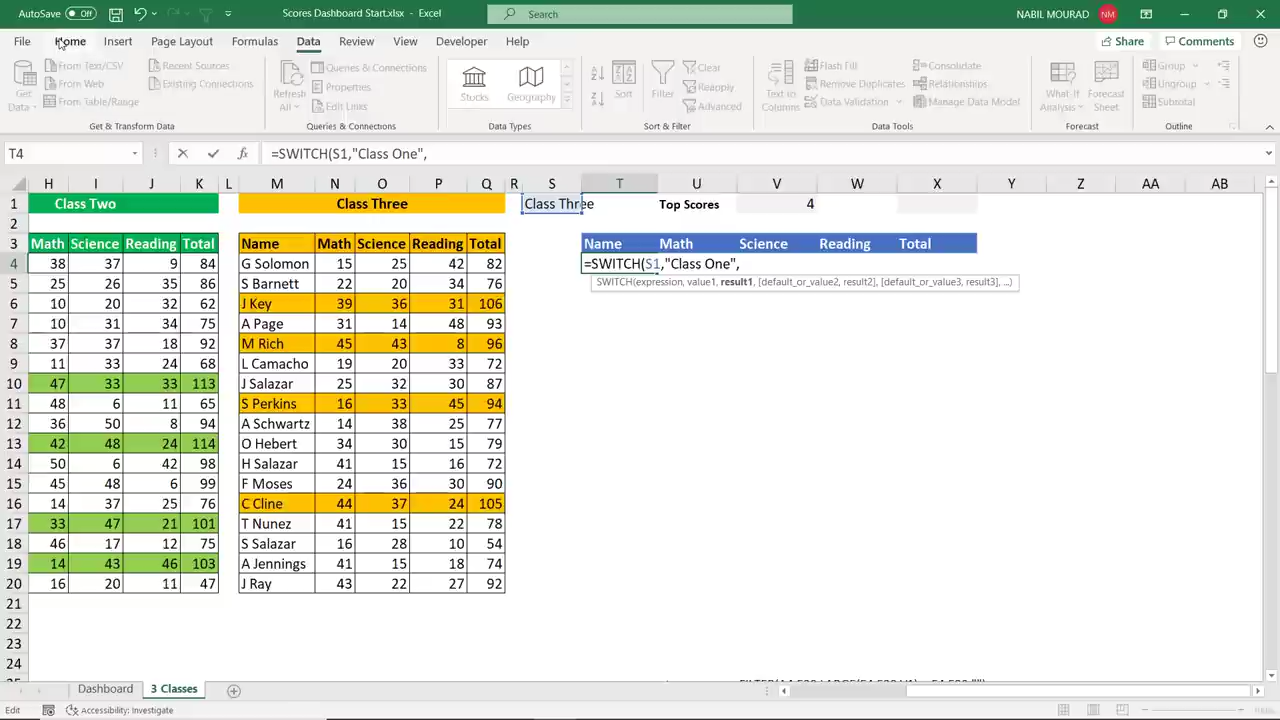 AutoSave Off Scores Dashboard Start.xlsx - Excel Search NABIL MOURAD NM
File Home Insert Page Layout Formulas Data Review View Developer Help Share Comments
Get Data From Text/CSV Recent Sources Refresh All Queries & Connections Stocks Geography Sort Filter Clear Text to Columns Flash Fill Consolidate What-If Analysis Forecast Sheet Group
From Web Existing Connections Properties Reapply Remove Duplicates Relationships Ungroup
From Table/Range Edit Links Advanced Data Validation Manage Data Model Subtotal
Get & Transform Data Queries & Connections Data Types Sort & Filter Data Tools Forecast Outline
T4 fx =SWITCH(S1,"Class One",
H I J K L M N O P Q R S T U V W X Y Z AA AB
1 Class Two Class Three Class Three Top Scores 4
2
3 Math Science Reading Total Name Math Science Reading Total Name Math Science Reading Total
4 38 37 9 84 G Solomon 15 25 42 82 =SWITCH(S1,"Class One",
5 25 26 35 86 S Barnett 22 20 34 76 SWITCH(expression, value1, result1, [default_or_value2, result2], [default_or_value3, result3], ...)
6 10 20 32 62 J Key 39 36 31 106
7 10 31 34 75 A Page 31 14 48 93
8 37 37 18 92 M Rich 45 43 8 96
9 11 33 24 68 L Camacho 19 20 33 72
10 47 33 33 113 J Salazar 25 32 30 87
11 48 6 11 65 S Perkins 16 33 45 94
12 36 50 8 94 A Schwartz 14 38 25 77
13 42 48 24 114 O Hebert 34 30 15 79
14 50 6 42 98 H Salazar 41 15 16 72
15 45 48 6 99 F Moses 24 36 30 90
16 14 37 25 76 C Cline 44 37 24 105
17 33 47 21 101 T Nunez 41 15 22 78
18 46 17 12 75 S Salazar 16 28 10 54
19 14 43 46 103 A Jennings 41 15 18 74
20 16 20 11 47 J Ray 43 22 27 92
21
22
23
24
Dashboard 3 Classes
Edit Accessibility: Investigate